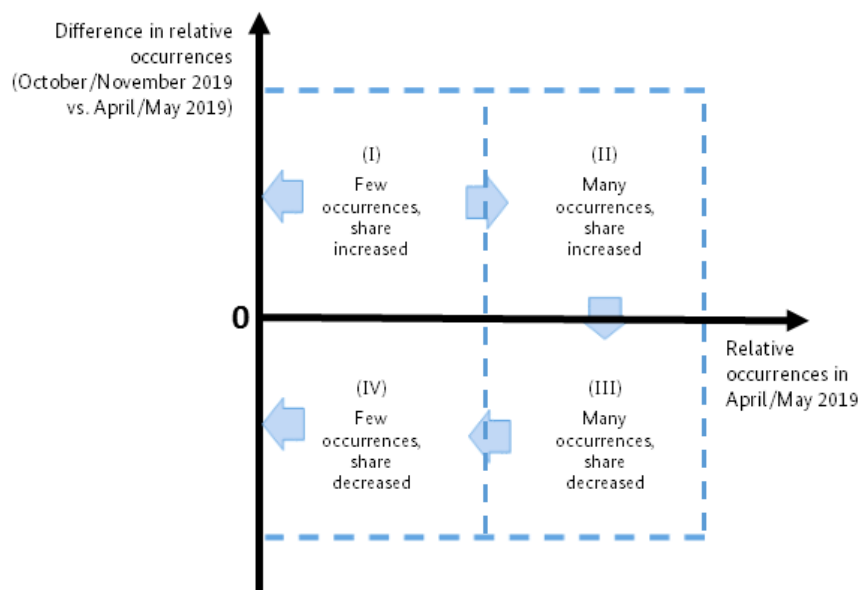 Difference in relative
occurrences
(October/November 2019
vs. April/May 2019)
(I)
Few
occurrences,
share
increased
(II)
Many
occurrences,
share
increased
0
Relative
occurrences in
April/May 2019
(IV)
Few
occurrences,
share
decreased
(III)
Many
occurrences,
share
decreased